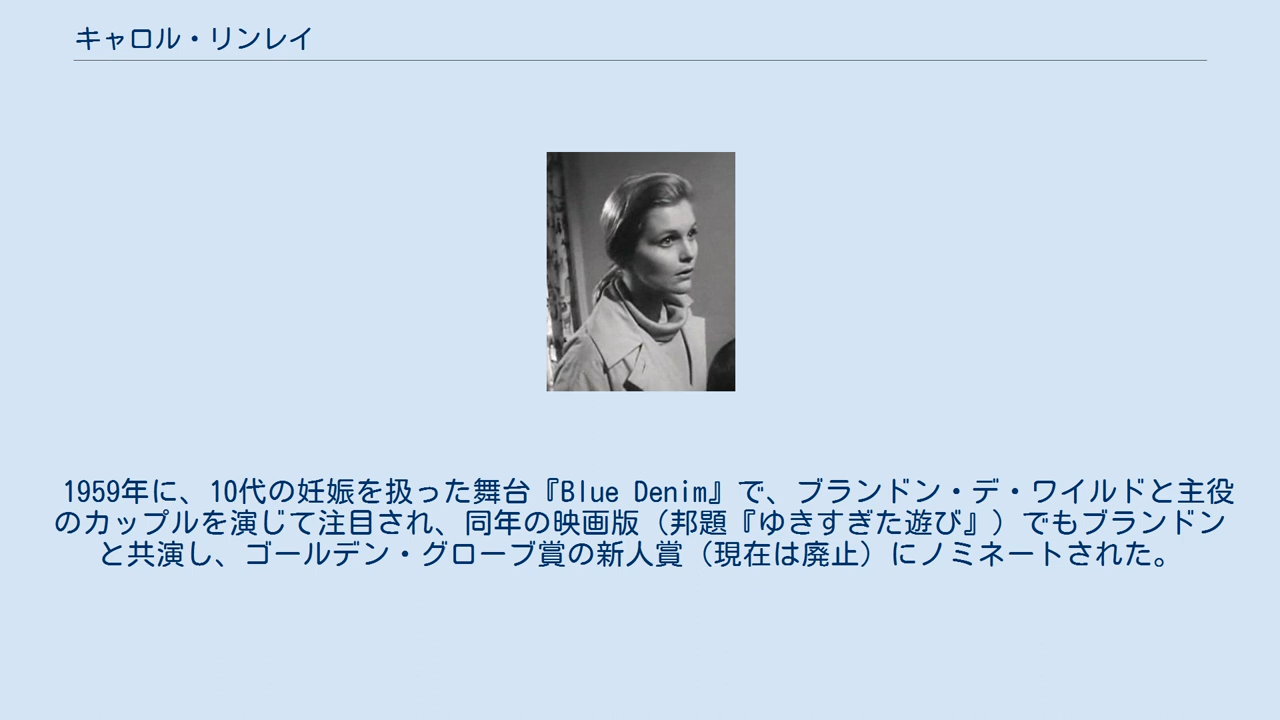 キャロル・リンレイ
1959年に、10代の妊娠を扱った舞台『Blue Denim』で、ブランドン・デ・ワイルドと主役
のカップルを演じて注目され、同年の映画版（邦題『ゆきすぎた遊び』）でもブランドン
と共演し、ゴールデン・グローブ賞の新人賞（現在は廃止）にノミネートされた。